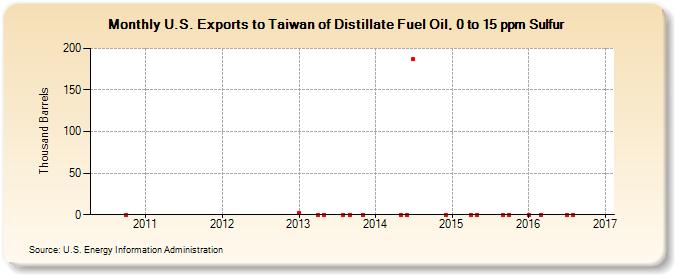 Monthly U.S. Exports to Taiwan of Distillate Fuel Oil, 0 to 15 ppm Sulfur
Thousand Barrels
200
150
100
50
0
2011 2012 2013 2014 2015 2016 2017
Source: U.S. Energy Information Administration